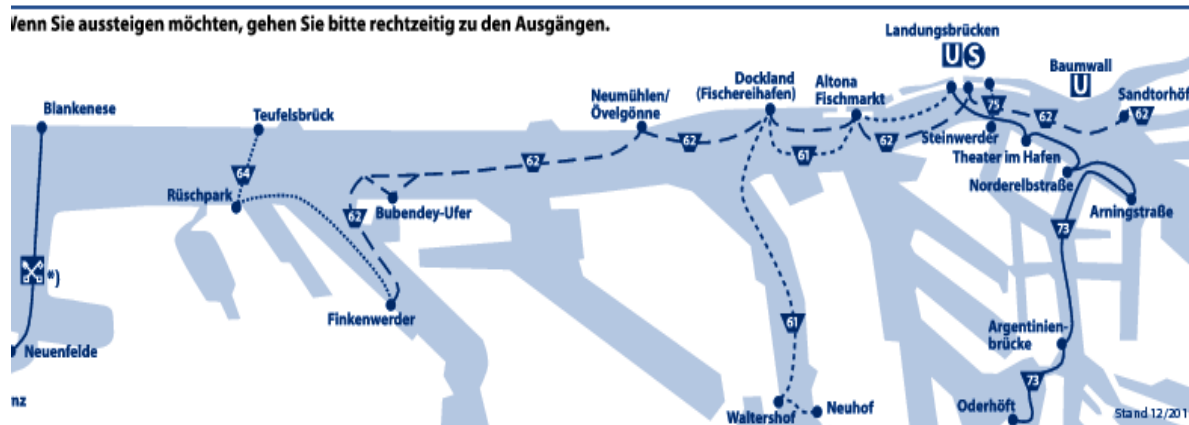 Wenn Sie aussteigen möchten, gehen Sie bitte rechtzeitig zu den Ausgängen.
Landungsbrücken
U S
Baumwall
U
Blankenese
Teufelsbrück
Neumühlen/
Övelgönne
Dockland
(Fischereihafen)
Altona
Fischmarkt
Sandtorhöft
75
62
62
Steinwerder
62
62
62
61
Theater im Hafen
64
Norderelbstraße
Rüschpark
62
Bubendey-Ufer
Arningstraße
73
*)
Finkenwerder
61
Argentinien-
brücke
Neuenfelde
73
nz
Waltershof
Neuhof
Oderhöft
Stand 12/201